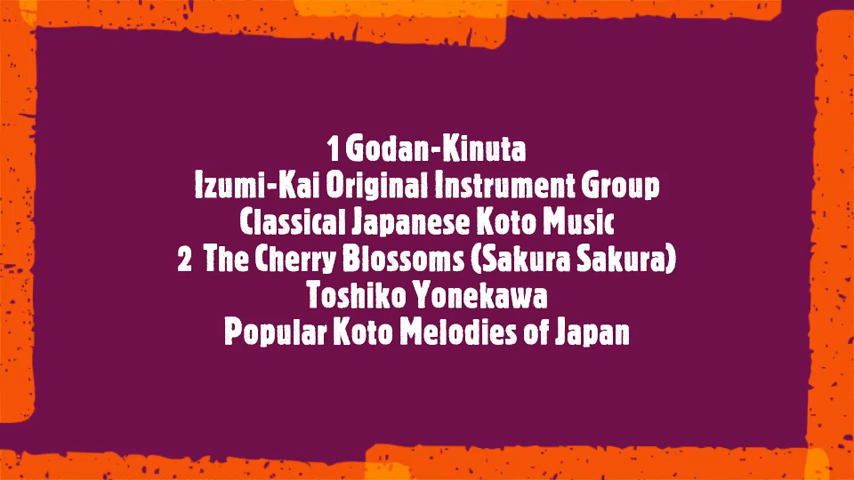 1 Godan-Kinuta
Izumi-Kai Original Instrument Group
Classical Japanese Koto Music
2 The Cherry Blossoms (Sakura Sakura)
Toshiko Yonekawa
Popular Koto Melodies of Japan